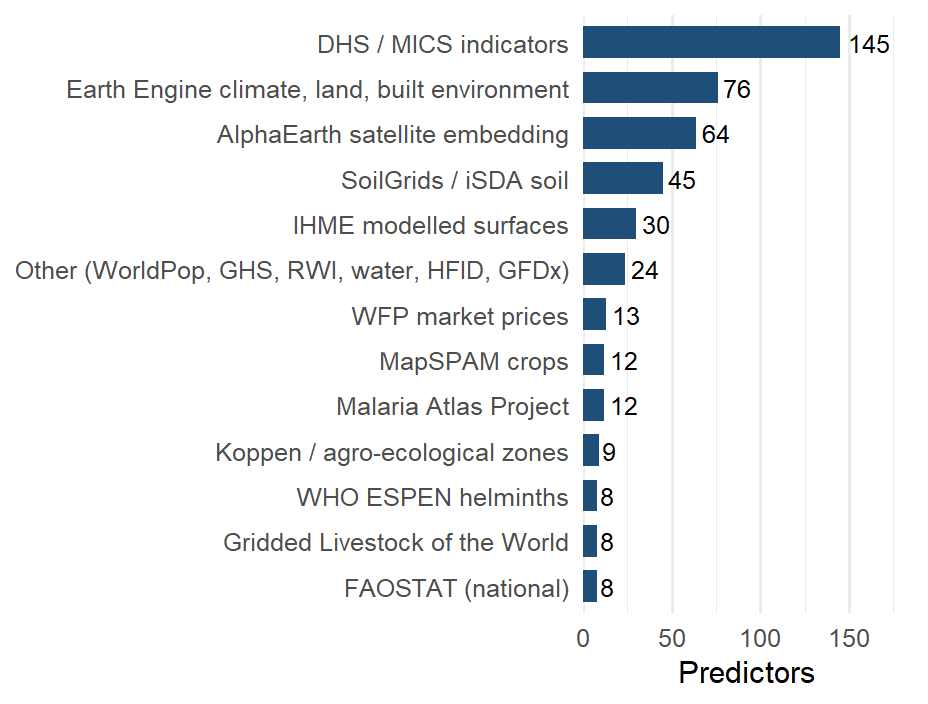 DHS / MICS indicators 145
Earth Engine climate, land, built environment 76
AlphaEarth satellite embedding 64
SoilGrids / iSDA soil 45
IHME modelled surfaces 30
Other (WorldPop, GHS, RWI, water, HFID, GFDx) 24
WFP market prices 13
MapSPAM crops 12
Malaria Atlas Project 12
Koppen / agro-ecological zones 9
WHO ESPEN helminths 8
Gridded Livestock of the World 8
FAOSTAT (national) 8
0 50 100 150
Predictors